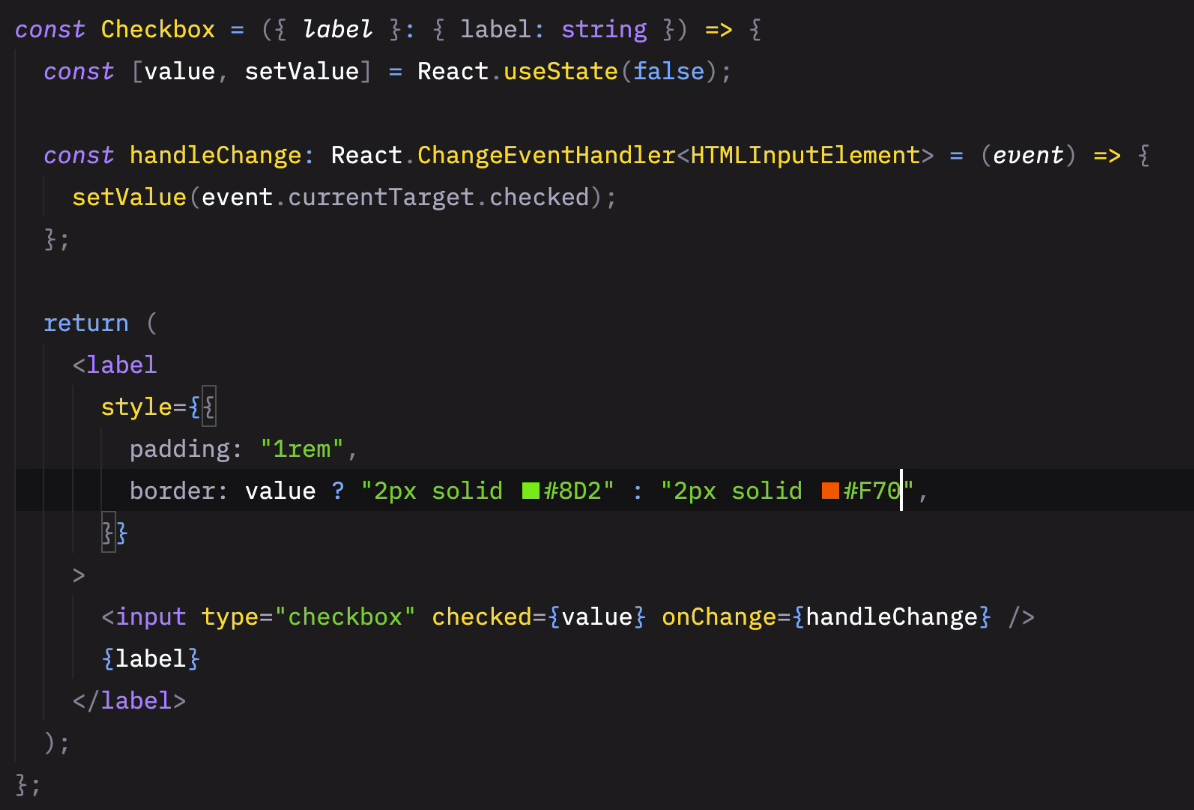 const Checkbox = ({ label }: { label: string }) => {
  const [value, setValue] = React.useState(false);

  const handleChange: React.ChangeEventHandler<HTMLInputElement> = (event) => {
    setValue(event.currentTarget.checked);
  };

  return (
    <label
      style={{
        padding: "1rem",
        border: value ? "2px solid #8D2" : "2px solid #F70",
      }}
    >
      <input type="checkbox" checked={value} onChange={handleChange} />
      {label}
    </label>
  );
};